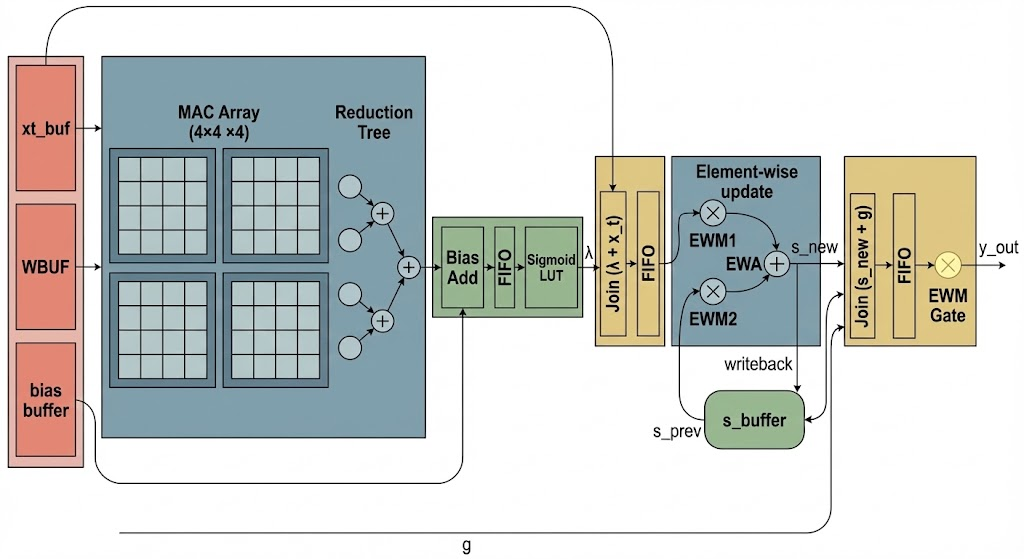 xt_buf
WBUF
bias
buffer
MAC Array
(4×4 ×4)
Reduction
Tree
Bias
Add
FIFO
Sigmoid
LUT
λ
Join (λ + x_t)
FIFO
Element-wise
update
EWM1
EWA
EWM2
s_new
writeback
s_prev
s_buffer
Join (s_new + g)
FIFO
EWM
Gate
y_out
g